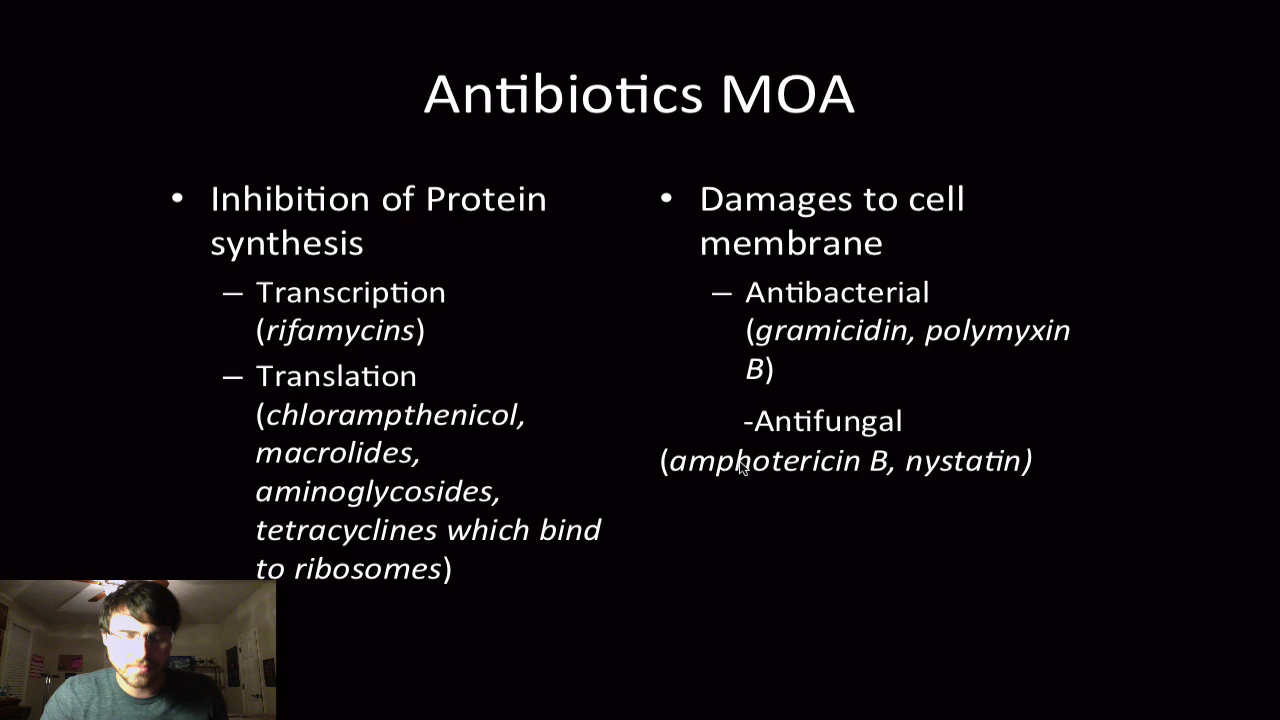 Antibiotics MOA
• Inhibition of Protein
synthesis
– Transcription
(rifamycins)
– Translation
(chlorampthenicol,
macrolides,
aminoglycosides,
tetracyclines which bind
to ribosomes)
• Damages to cell
membrane
– Antibacterial
(gramicidin, polymyxin
B)
-Antifungal
(amphotericin B, nystatin)